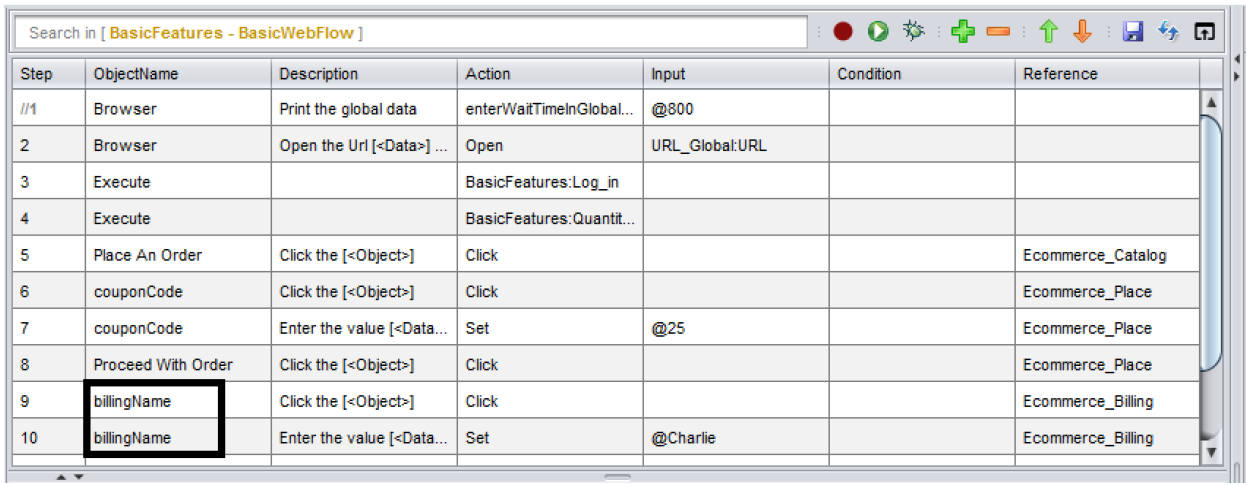 Search in [ BasicFeatures - BasicWebFlow ]
Step ObjectName Description Action Input Condition Reference
//1 Browser Print the global data enterWaitTimeInGlobal... @800
2 Browser Open the Url [<Data>] ... Open URL_Global:URL
3 Execute BasicFeatures:Log_in
4 Execute BasicFeatures:Quantit...
5 Place An Order Click the [<Object>] Click Ecommerce_Catalog
6 couponCode Click the [<Object>] Click Ecommerce_Place
7 couponCode Enter the value [<Data... Set @25 Ecommerce_Place
8 Proceed With Order Click the [<Object>] Click Ecommerce_Place
9 billingName Click the [<Object>] Click Ecommerce_Billing
10 billingName Enter the value [<Data... Set @Charlie Ecommerce_Billing